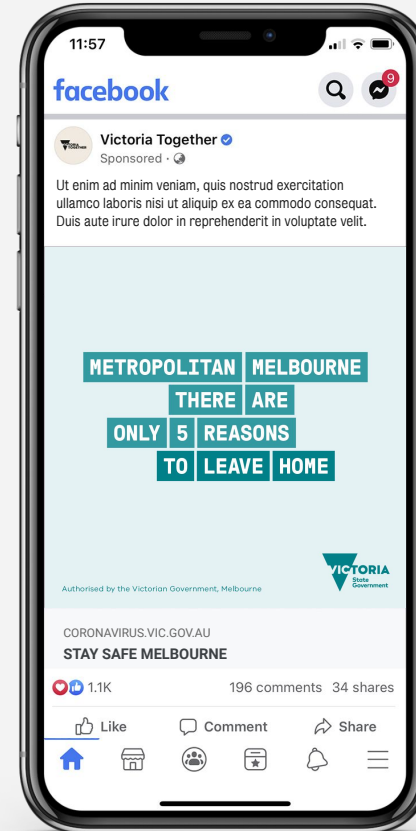 11:57
facebook
9
VICTORIA TOGETHER
Victoria Together
Sponsored ·
Ut enim ad minim veniam, quis nostrud exercitation
ullamco laboris nisi ut aliquip ex ea commodo consequat.
Duis aute irure dolor in reprehenderit in voluptate velit.
METROPOLITAN MELBOURNE
THERE ARE
ONLY 5 REASONS
TO LEAVE HOME
VICTORIA
State
Government
Authorised by the Victorian Government, Melbourne
CORONAVIRUS.VIC.GOV.AU
STAY SAFE MELBOURNE
1.1K 196 comments 34 shares
Like Comment Share